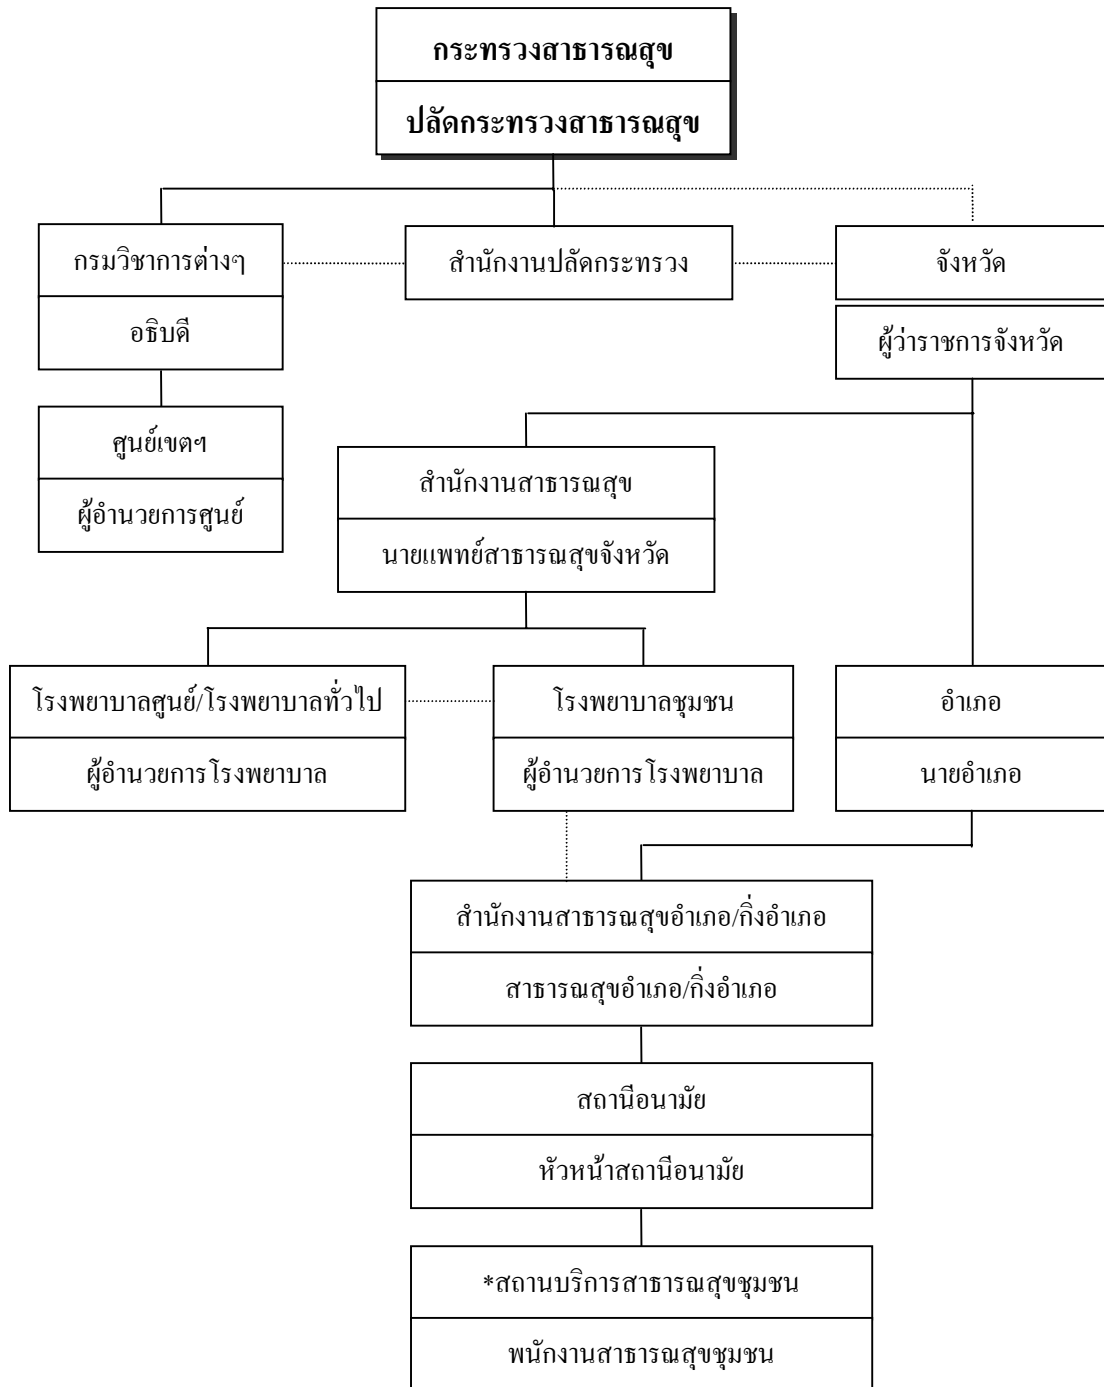 กระทรวงสาธารณสุข
ปลัดกระทรวงสาธารณสุข
กรมวิชาการต่างๆ
อธิบดี
สำนักงานปลัดกระทรวง
จังหวัด
ผู้ว่าราชการจังหวัด
ศูนย์เขตฯ
ผู้อำนวยการศูนย์
สำนักงานสาธารณสุข
นายแพทย์สาธารณสุขจังหวัด
โรงพยาบาลศูนย์/โรงพยาบาลทั่วไป
ผู้อำนวยการโรงพยาบาล
โรงพยาบาลชุมชน
ผู้อำนวยการโรงพยาบาล
อำเภอ
นายอำเภอ
สำนักงานสาธารณสุขอำเภอ/กิ่งอำเภอ
สาธารณสุขอำเภอ/กิ่งอำเภอ
สถานีอนามัย
หัวหน้าสถานีอนามัย
*สถานบริการสาธารณสุขชุมชน
พนักงานสาธารณสุขชุมชน